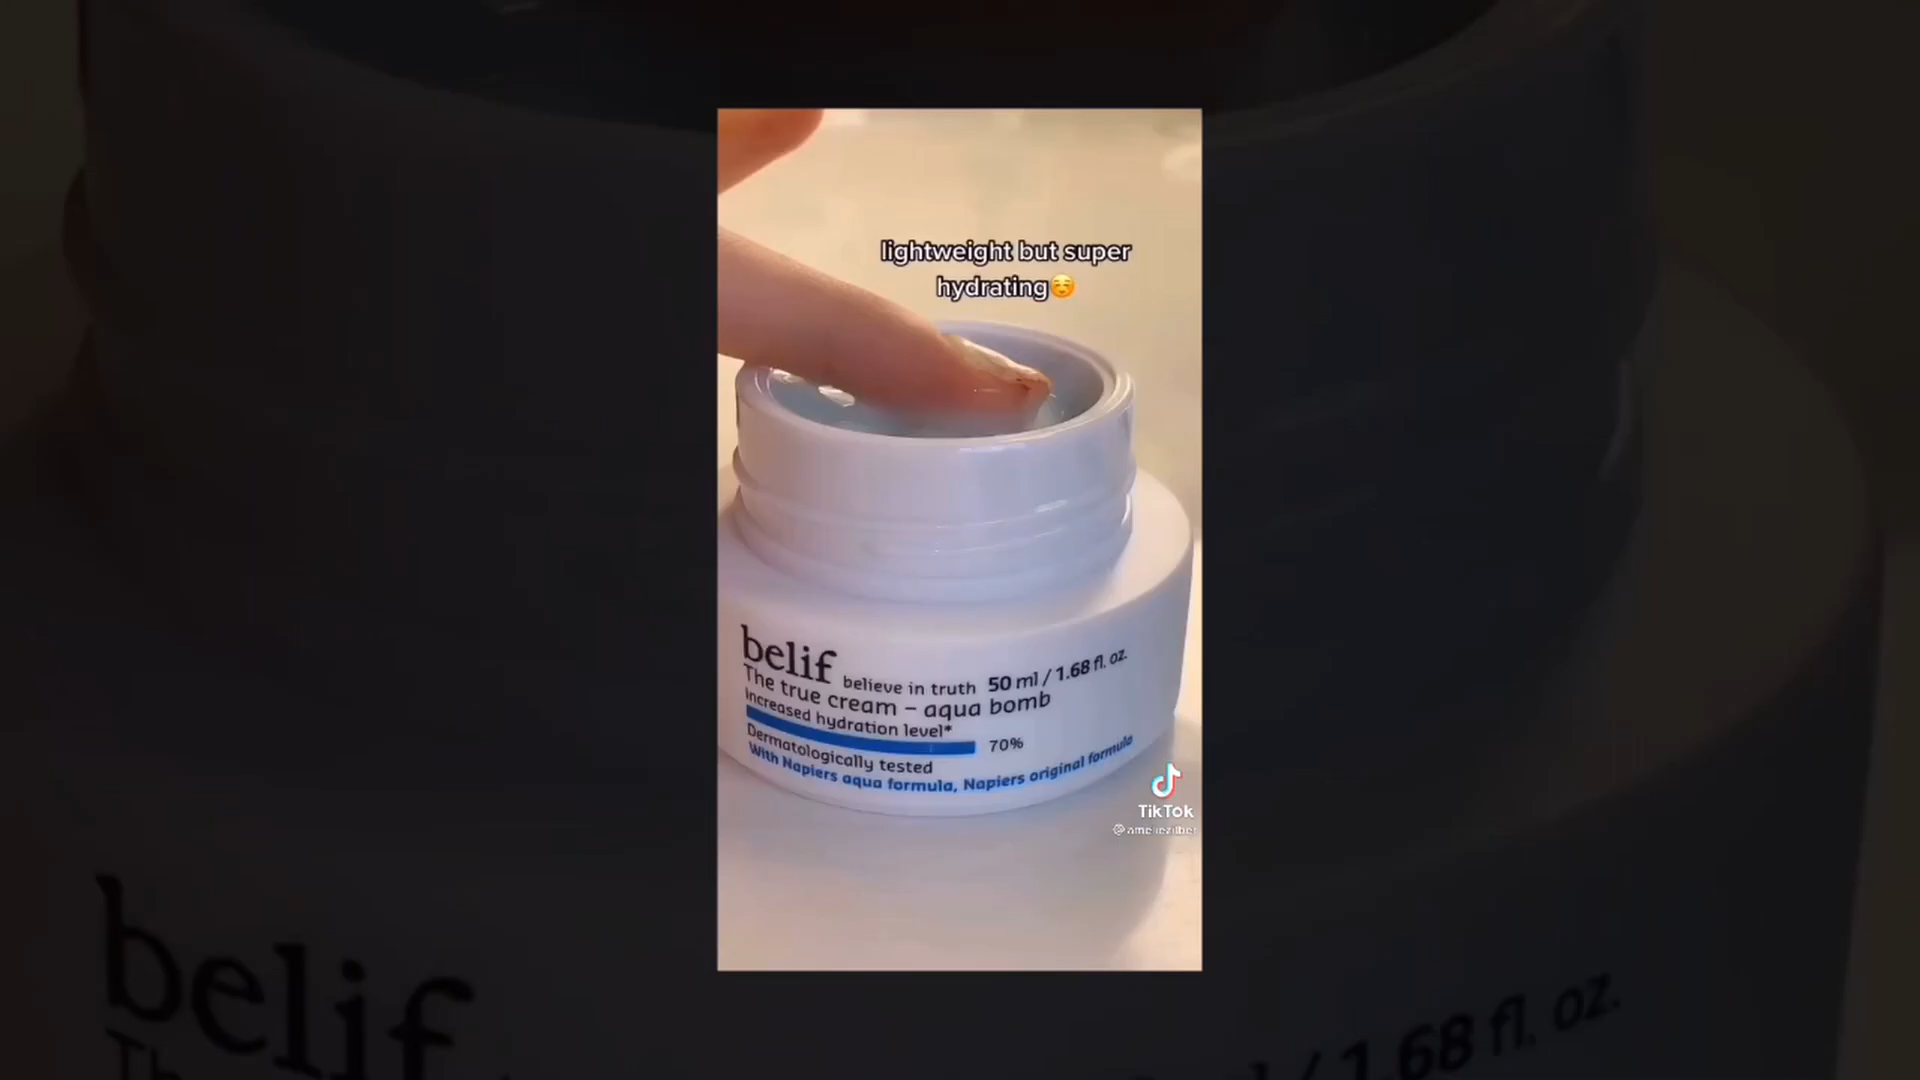 lightweight but super
hydrating☺️
belif believe in truth 50 ml / 1.68 fl. oz.
The true cream – aqua bomb
increased hydration level*
70%
Dermatologically tested
With Napiers aqua formula, Napiers original formula
TikTok
belif
1.68 fl. oz.